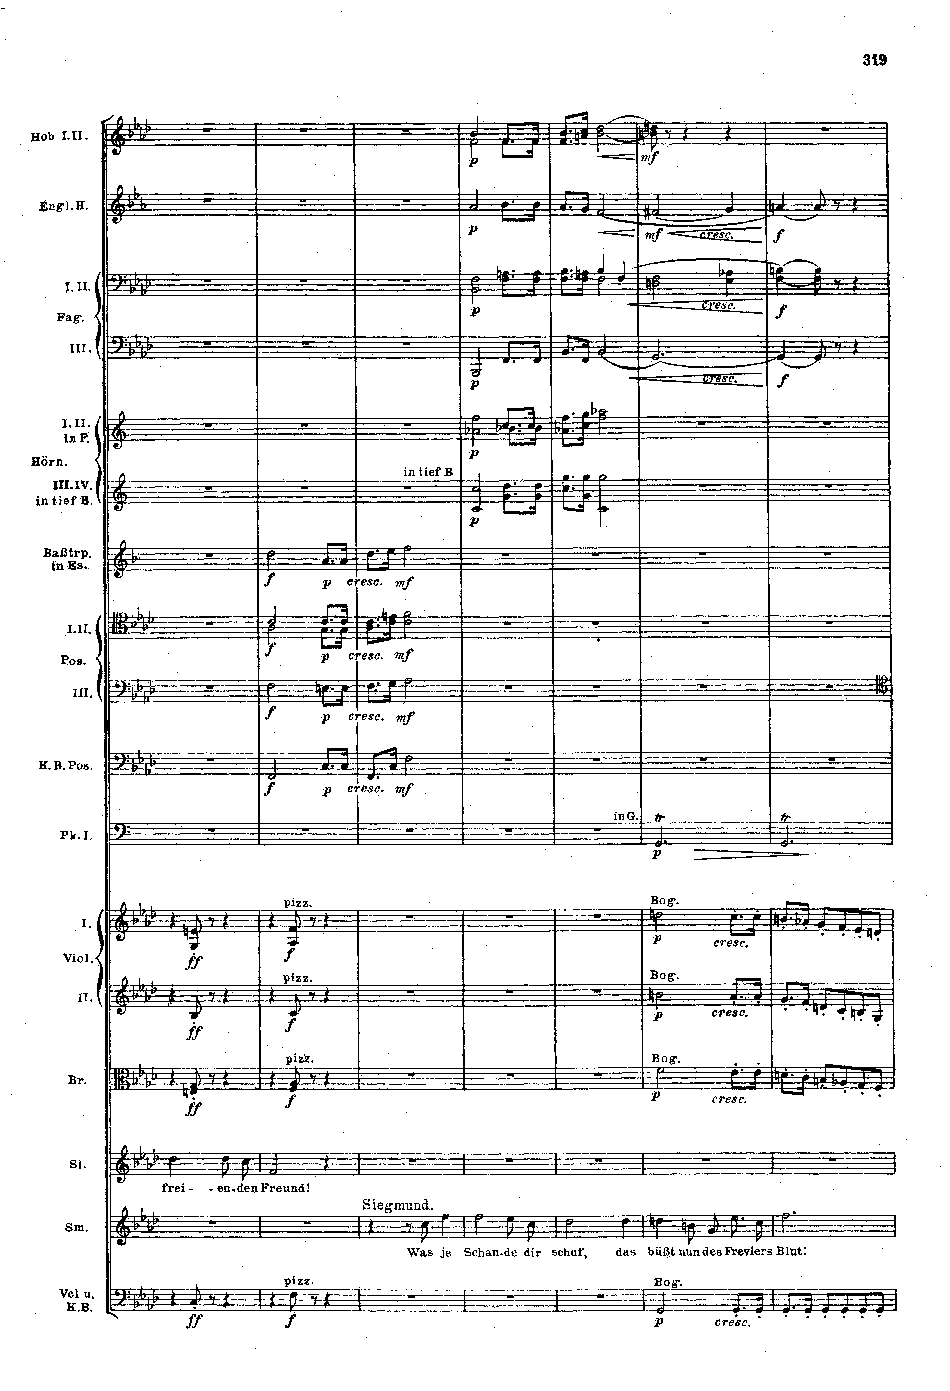 319
Hob I.II.
p mf
Engl.H.
p mf cresc. f
I.II.
p cresc. f
Fag.
III.
p cresc. f
I.II.
in F.
p
Hörn.
in tief B
III.IV.
in tief B.
p
Baßtrp.
in Es.
f p cresc. mf
I.II.
f p cresc. mf
Pos.
III.
f p cresc. mf
K.B.Pos.
f p cresc. mf
in G. tr tr
Pk.I.
p
pizz. Bog.
I.
ff f p cresc.
Viol.
pizz. Bog.
II.
ff f p cresc.
pizz. Bog.
Br.
ff f p cresc.
Si.
frei- - en-den Freund!
Siegmund.
Sm.
Was je Schan-de dir schuf, das büßt nun des Frevlers Blut!
pizz. Bog.
Vcl u.
K.B.
ff f p cresc.